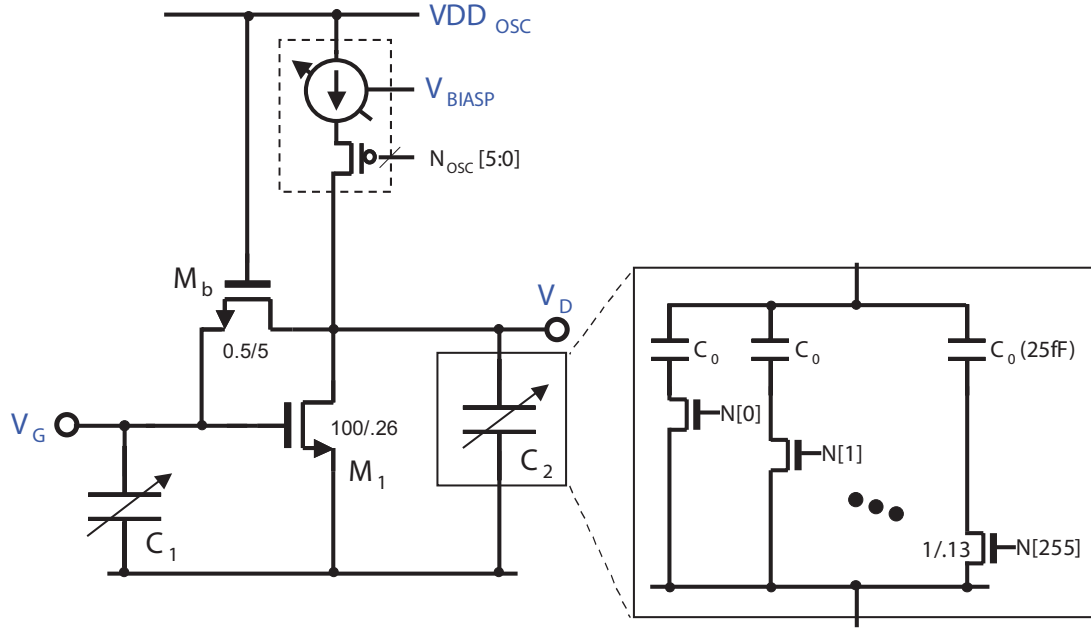 VDD OSC
V BIASP
N OSC [5:0]
M b
V D
0.5/5
C 0
C 0
C 0 (25fF)
N[0]
V G
100/.26
M 1
C 2
N[1]
C 1
1/.13
N[255]